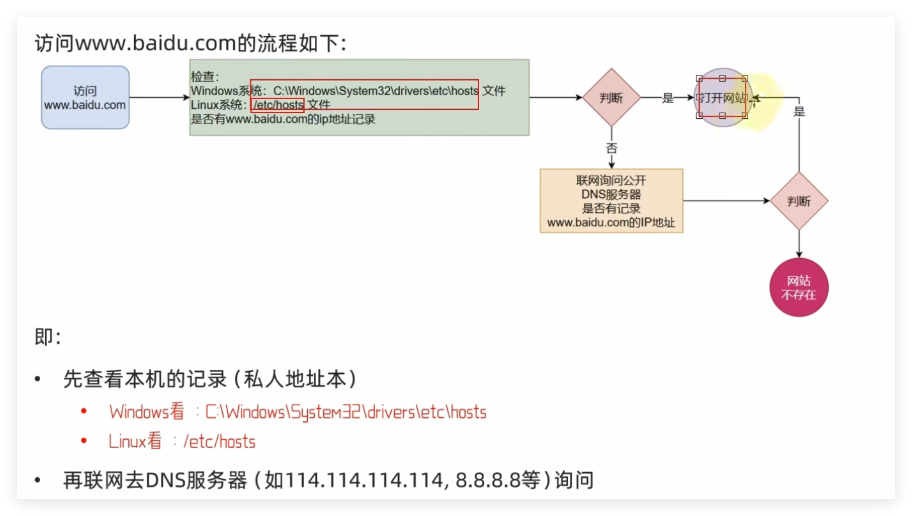 访问www.baidu.com的流程如下：
访问
www.baidu.com
检查：
Windows系统：C:\Windows\System32\drivers\etc\hosts 文件
Linux系统：/etc/hosts 文件
是否有www.baidu.com的ip地址记录
判断
是
打开网站
否
是
联网询问公开
DNS服务器
是否有记录
www.baidu.com的IP地址
判断
网站
不存在
即：
• 先查看本机的记录（私人地址本）
• Windows看：C:\Windows\System32\drivers\etc\hosts
• Linux看：/etc/hosts
• 再联网去DNS服务器（如114.114.114.114, 8.8.8.8等）询问